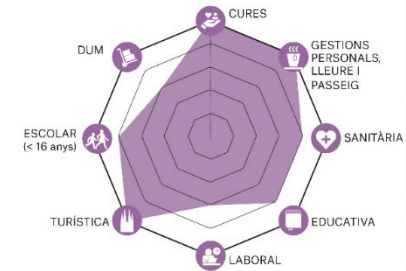 CURES
DUM
GESTIONS
PERSONALS,
LLEURE I
PASSEIG
ESCOLAR
(< 16 anys)
SANITÀRIA
TURÍSTICA
EDUCATIVA
LABORAL